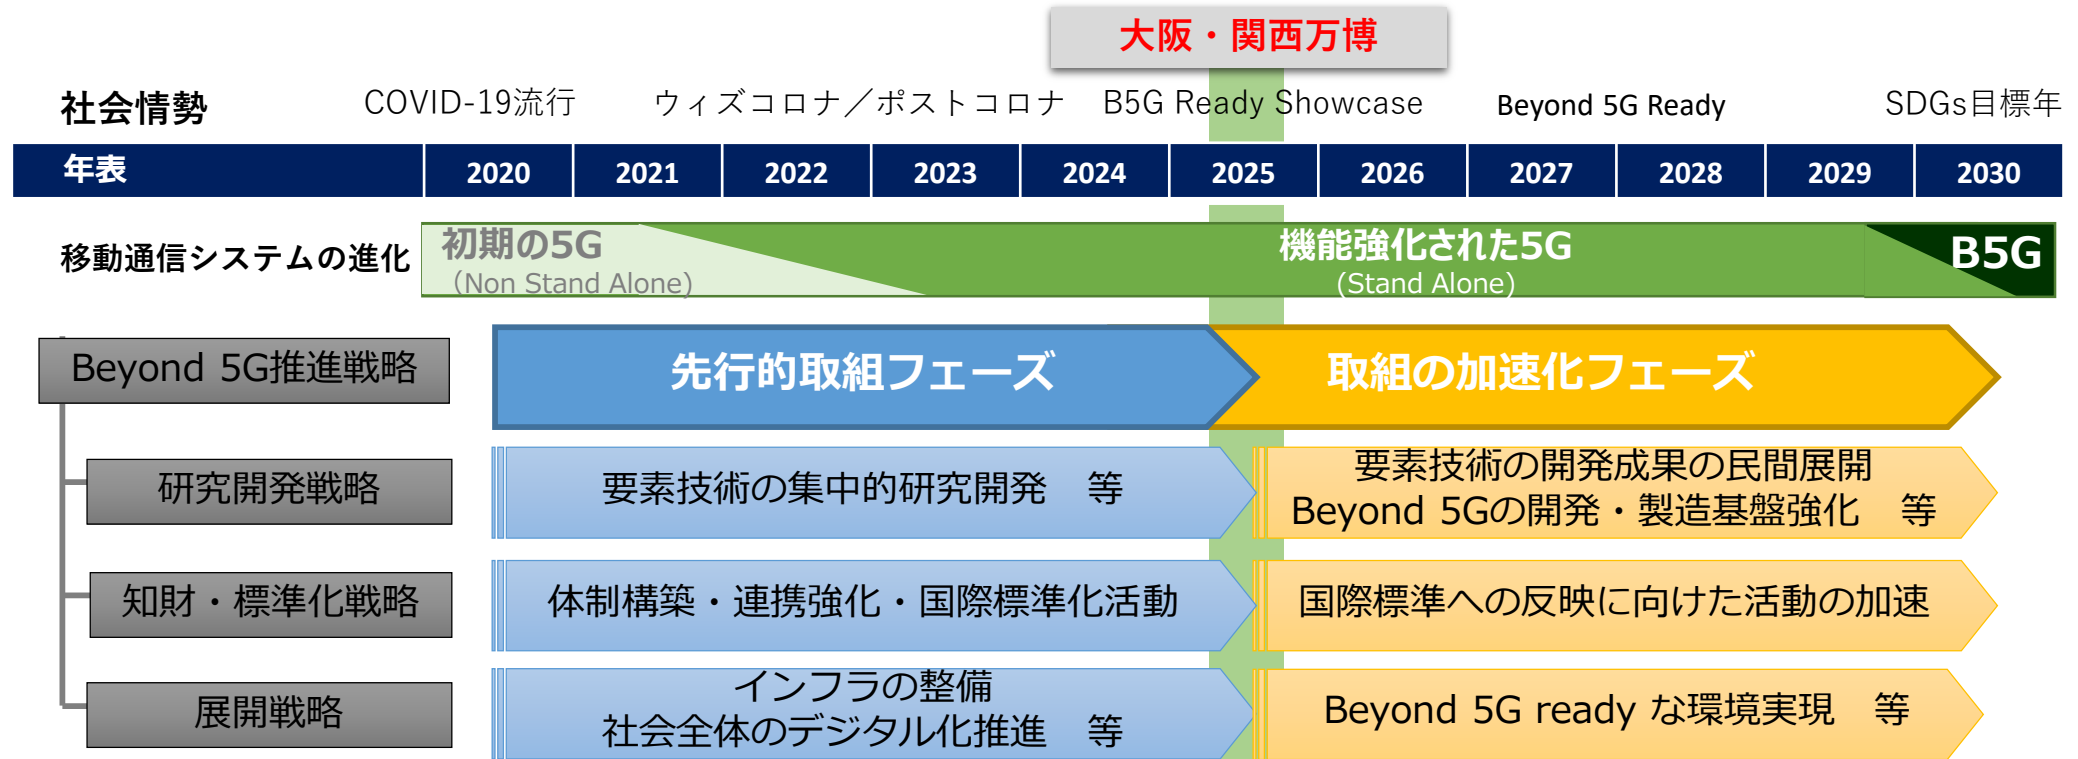 大阪・関西万博
社会情勢
COVID-19流行
ウィズコロナ／ポストコロナ
B5G Ready Showcase
Beyond 5G Ready
SDGs目標年
年表 2020 2021 2022 2023 2024 2025 2026 2027 2028 2029 2030
移動通信システムの進化
初期の5G
（Non Stand Alone)
機能強化された5G
(Stand Alone)
B5G
Beyond 5G推進戦略
先行的取組フェーズ
取組の加速化フェーズ
研究開発戦略
要素技術の集中的研究開発　等
要素技術の開発成果の民間展開
Beyond 5Gの開発・製造基盤強化　等
知財・標準化戦略
体制構築・連携強化・国際標準化活動
国際標準への反映に向けた活動の加速
展開戦略
インフラの整備
社会全体のデジタル化推進　等
Beyond 5G ready な環境実現　等